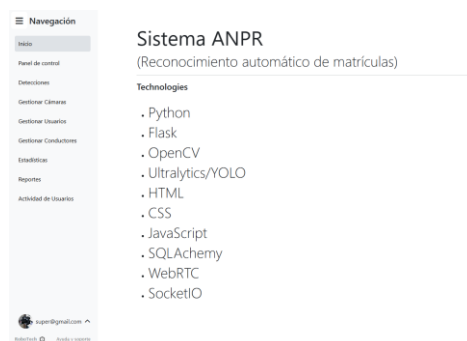 Navegación
Inicio
Panel de control
Detecciones
Gestionar Cámaras
Gestionar Usuarios
Gestionar Conductores
Estadísticas
Reportes
Actividad de Usuarios
super@gmail.com
Ayuda y soporte
Sistema ANPR
(Reconocimiento automático de matrículas)
Technologies
Python
Flask
OpenCV
Ultralytics/YOLO
HTML
CSS
JavaScript
SQLAchemy
WebRTC
SocketIO